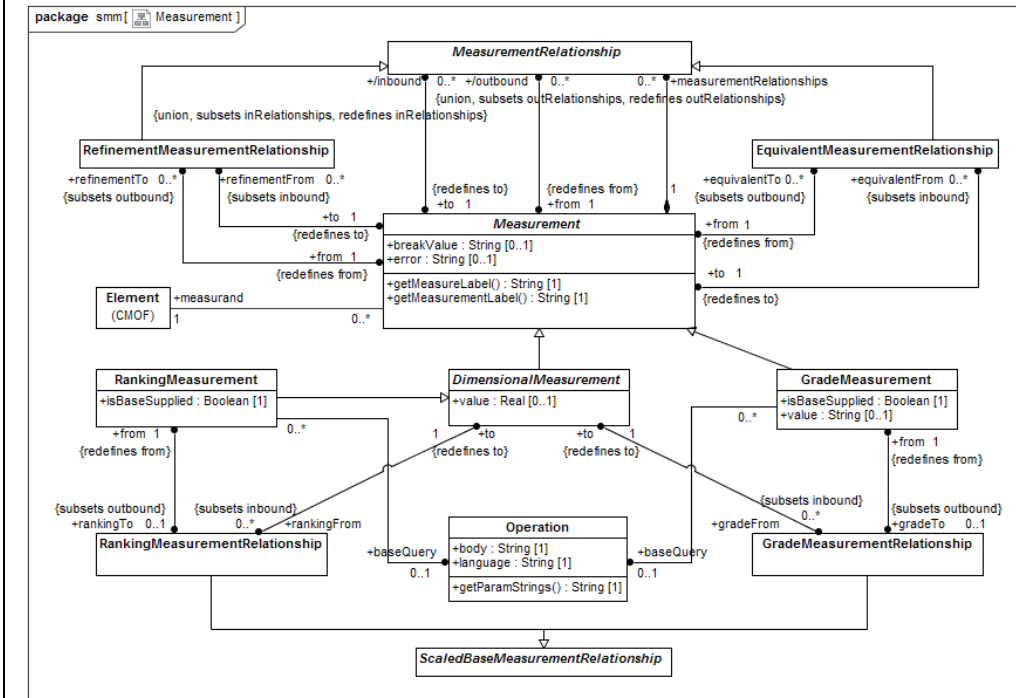 package smm[ Measurement ]
MeasurementRelationship
+/inbound 0..* +/outbound 0..* 0..* +measurementRelationships
{union, subsets outRelationships, redefines outRelationships}
{union, subsets inRelationships, redefines inRelationships}
RefinementMeasurementRelationship
EquivalentMeasurementRelationship
+refinementTo 0..* +refinementFrom 0..*
{subsets outbound} {subsets inbound}
+equivalentTo 0..* +equivalentFrom 0..*
{subsets outbound} {subsets inbound}
{redefines to} {redefines from} 1
+to 1 +from 1
+to 1
{redefines to}
+from 1
{redefines from}
Measurement
+breakValue : String [0..1]
+error : String [0..1]
+getMeasureLabel() : String [1]
+getMeasurementLabel() : String [1]
+from 1
{redefines from}
+to 1
{redefines to}
Element
(CMOF)
+measurand
1 0..*
RankingMeasurement
+isBaseSupplied : Boolean [1]
DimensionalMeasurement
+value : Real [0..1]
GradeMeasurement
+isBaseSupplied : Boolean [1]
+value : String [0..1]
+from 1 0..*
{redefines from}
1 +to +to 1
{redefines to} {redefines to}
0..* +from 1
{redefines from}
{subsets outbound} {subsets inbound}
+rankingTo 0..1 0..* +rankingFrom
{subsets inbound}
0..* {subsets outbound}
+gradeFrom +gradeTo 0..1
RankingMeasurementRelationship
Operation
+body : String [1]
+language : String [1]
+getParamStrings() : String [1]
GradeMeasurementRelationship
+baseQuery +baseQuery
0..1 0..1
ScaledBaseMeasurementRelationship